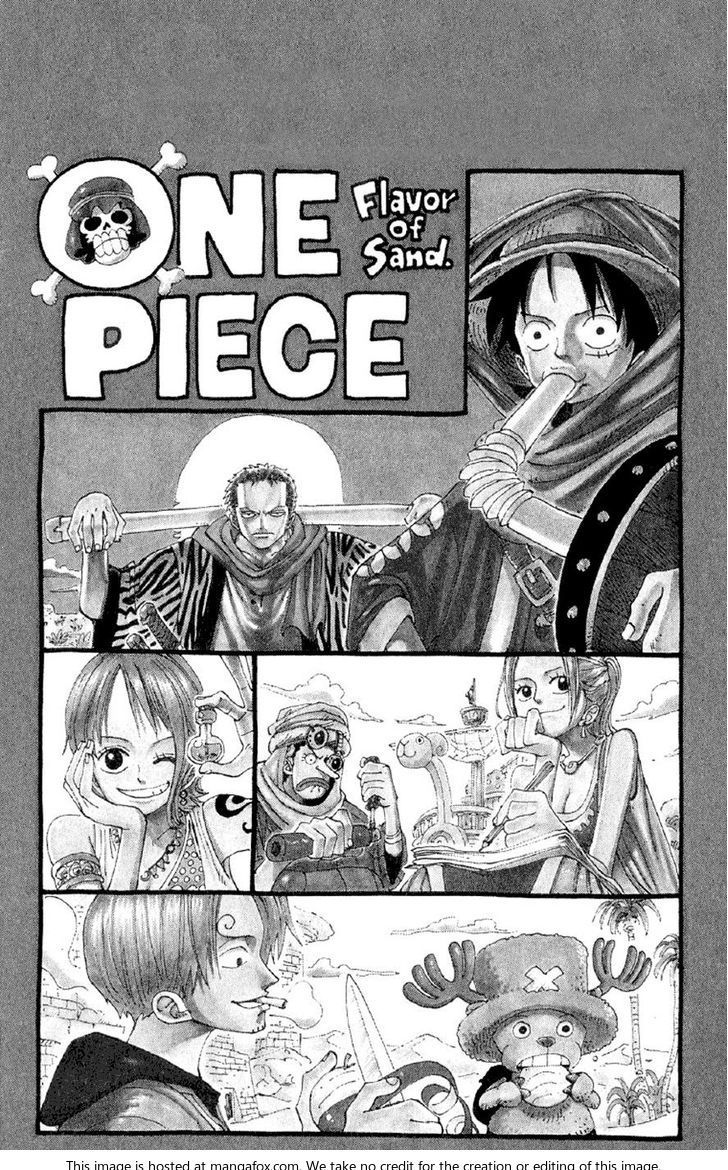 ONE
PIECE
Flavor
of
Sand.
This image is hosted at mangafox.com. We take no credit for the creation or editing of this image.